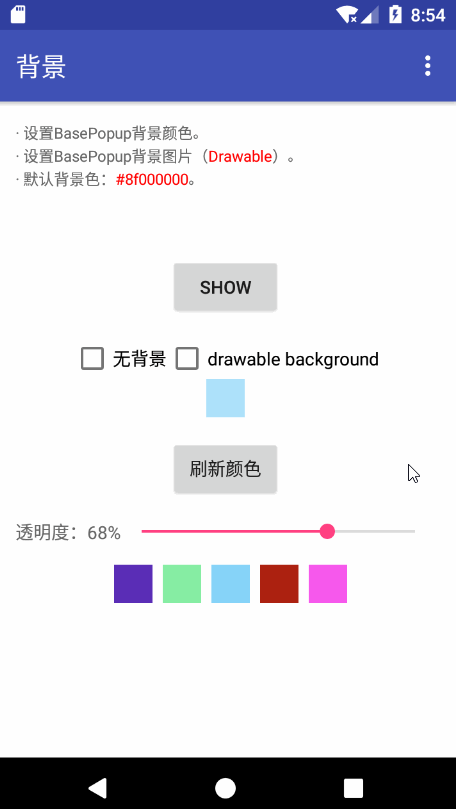 8:54
背景
· 设置BasePopup背景颜色。
· 设置BasePopup背景图片（Drawable）。
· 默认背景色：#8f000000。
SHOW
无背景 drawable background
刷新颜色
透明度：68%